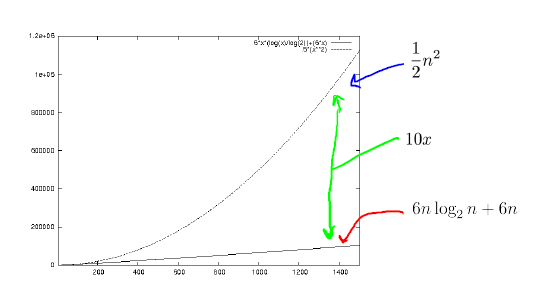 1.2e+06
1e+06
800000
600000
400000
200000
0
200
400
600
800
1000
1200
1400
6*x*(log(x)/log(2))+(6*x)
.5*(x**2)
½n²
10x
6n log₂ n + 6n